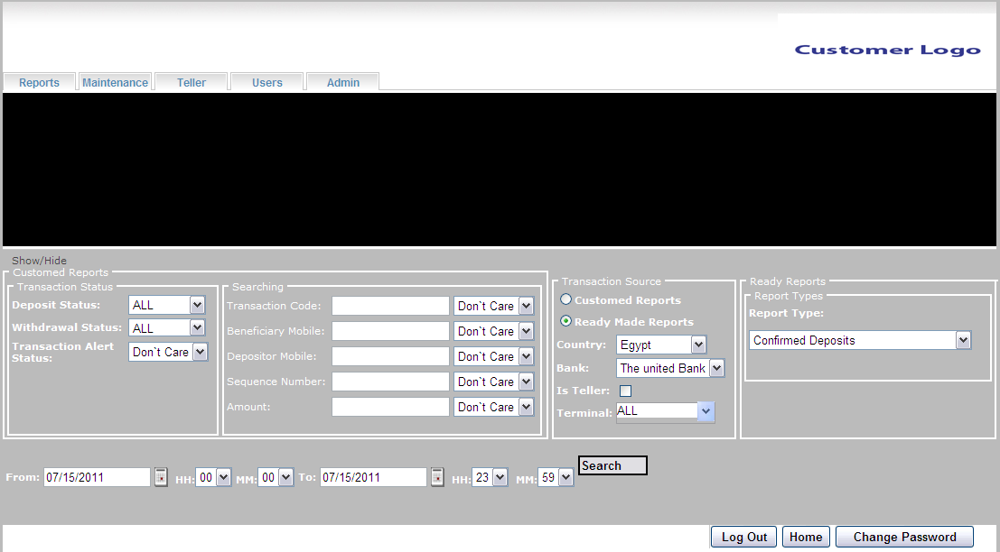 Customer Logo
Reports Maintenance Teller Users Admin
Show/Hide
Customed Reports
Transaction Status
Deposit Status: ALL
Withdrawal Status: ALL
Transaction Alert
Status: Don`t Care
Searching
Transaction Code: Don`t Care
Beneficiary Mobile: Don`t Care
Depositor Mobile: Don`t Care
Sequence Number: Don`t Care
Amount: Don`t Care
Transaction Source
Customed Reports
Ready Made Reports
Country: Egypt
Bank: The united Bank
Is Teller:
Terminal: ALL
Ready Reports
Report Types
Report Type:
Confirmed Deposits
From: 07/15/2011 HH: 00 MM: 00 To: 07/15/2011 HH: 23 MM: 59 Search
Log Out Home Change Password